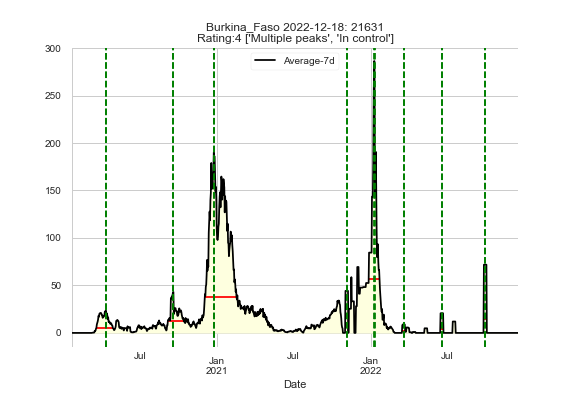 Burkina_Faso 2022-12-18: 21631
Rating:4 ['Multiple peaks', 'In control']
Average-7d
300
250
200
150
100
50
0
Jul
Jan
2021
Jul
Jan
2022
Jul
Date